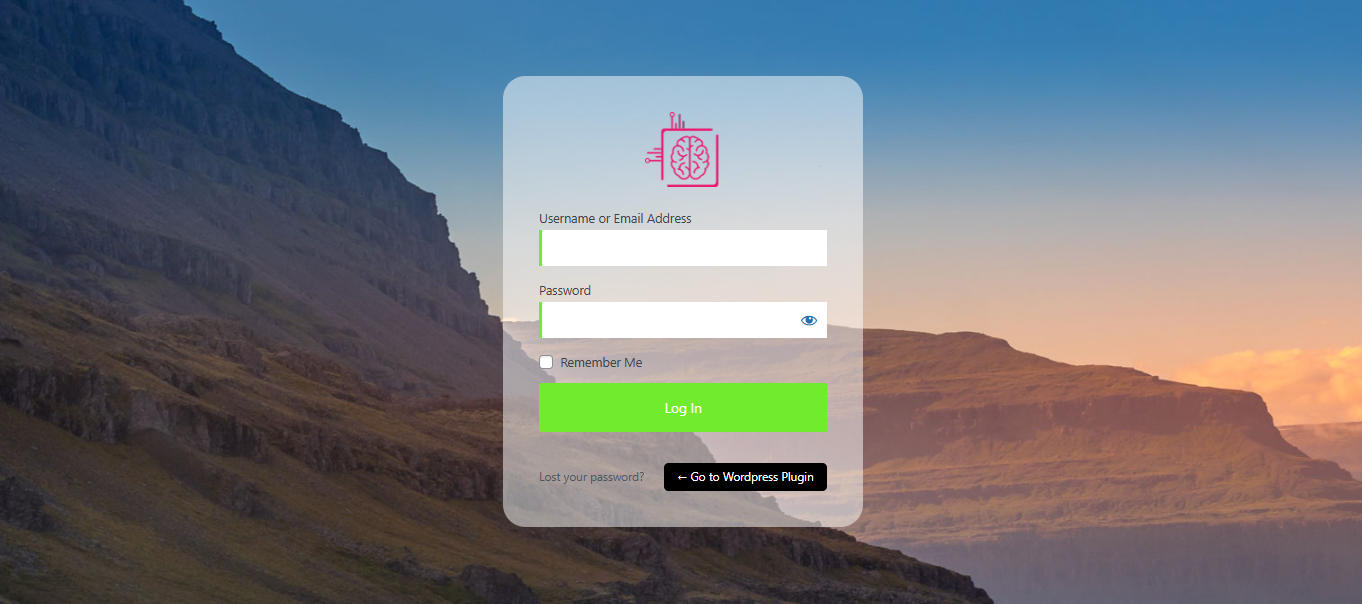 Username or Email Address
Password
Remember Me
Log In
Lost your password?
← Go to Wordpress Plugin